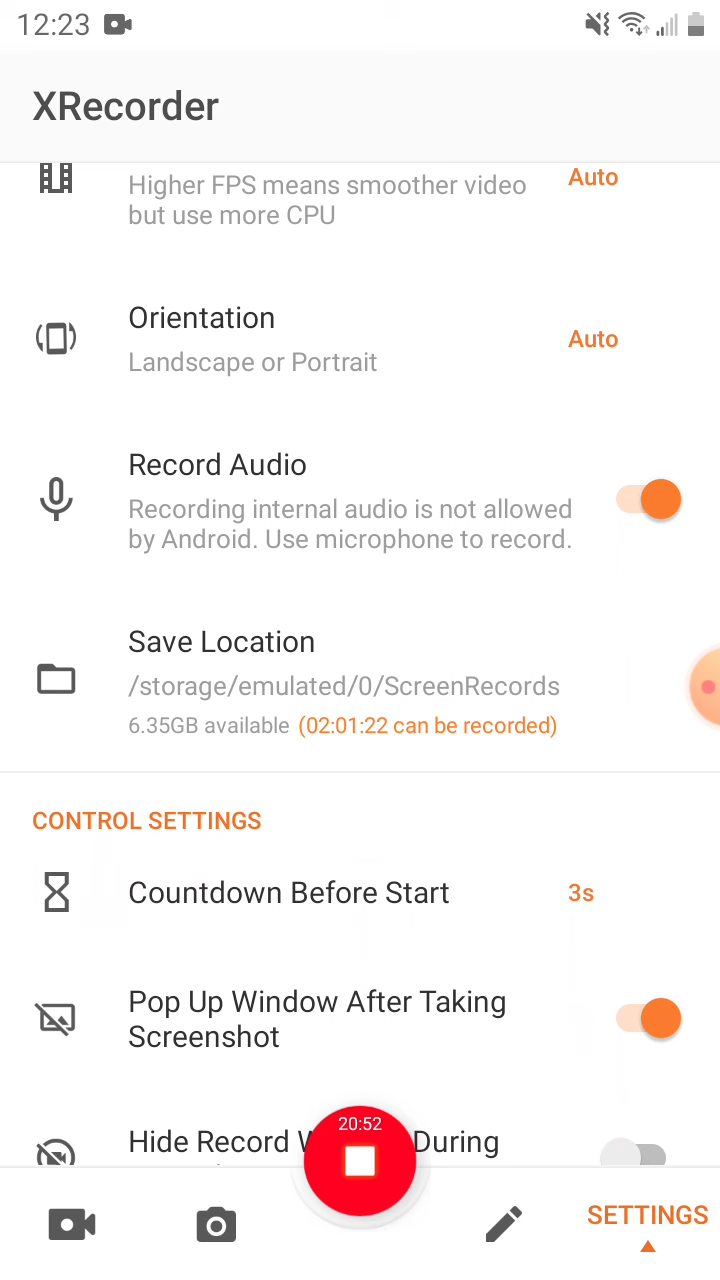 12:23
XRecorder
Higher FPS means smoother video
but use more CPU
Auto
Orientation
Landscape or Portrait
Auto
Record Audio
Recording internal audio is not allowed
by Android. Use microphone to record.
Save Location
/storage/emulated/0/ScreenRecords
6.35GB available (02:01:22 can be recorded)
CONTROL SETTINGS
Countdown Before Start
3s
Pop Up Window After Taking
Screenshot
Hide Record
During
20:52
SETTINGS